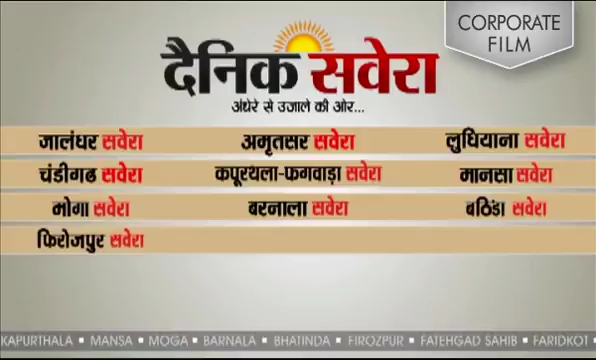 CORPORATE
FILM
दैनिक सवेरा
अंधेरे से उजाले की ओर...
जालंधर सवेरा अमृतसर सवेरा लुधियाना सवेरा
चंडीगढ सवेरा कपूरथला-फगवाड़ा सवेरा मानसा सवेरा
मोगा सवेरा बरनाला सवेरा बठिंडा सवेरा
फिरोजपुर सवेरा
KAPURTHALA ▪ MANSA ▪ MOGA ▪ BARNALA ▪ BHATINDA ▪ FIROZPUR ▪ FATEHGAD SAHIB ▪ FARIDKOT ▪